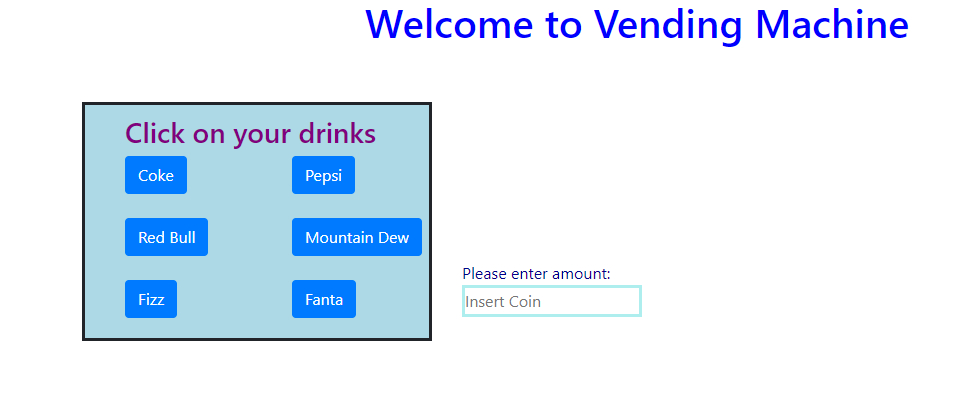 Welcome to Vending Machine
Click on your drinks
Coke Pepsi
Red Bull Mountain Dew
Fizz Fanta
Please enter amount:
Insert Coin